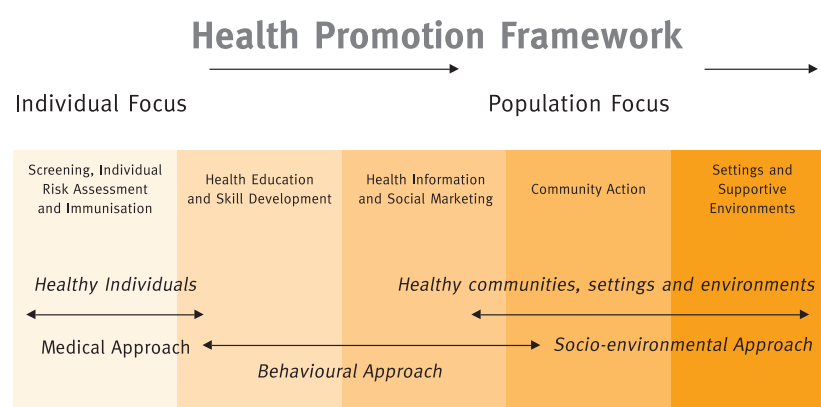 Health Promotion Framework
Individual Focus
Population Focus
Screening, Individual
Risk Assessment
and Immunisation
Health Education
and Skill Development
Health Information
and Social Marketing
Community Action
Settings and
Supportive
Environments
Healthy Individuals
Healthy communities, settings and environments
Medical Approach
Behavioural Approach
Socio-environmental Approach